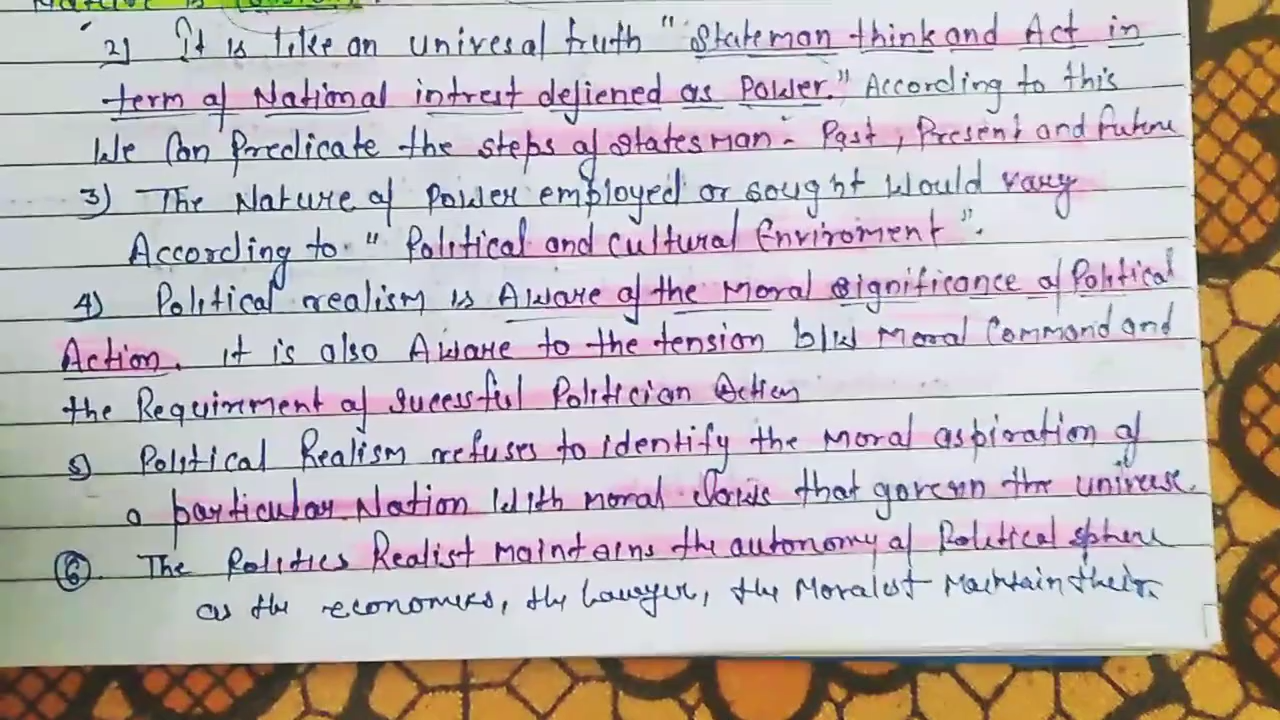 2) It is like an univesal truth "Stateman think and Act in
term of National intrest defiened as Power." According to this
We Can Predicate the steps of statesman - Past, Present and Future
3) The Nature of Power employed or sought would vary
According to "Political and cultural Enviroment".
4) Political realism is Aware of the Moral significance of Political
Action. it is also Aware to the tension b/w Moral Command and
the Requirment of sucessful Politician Action
5) Political Realism refuses to identify the moral aspiration of
a particular Nation With moral that govern the universe.
6. The Politics Realist maintains the autonomy of Political sphere
as the economics, the lawyer, the Moralist Maintain their